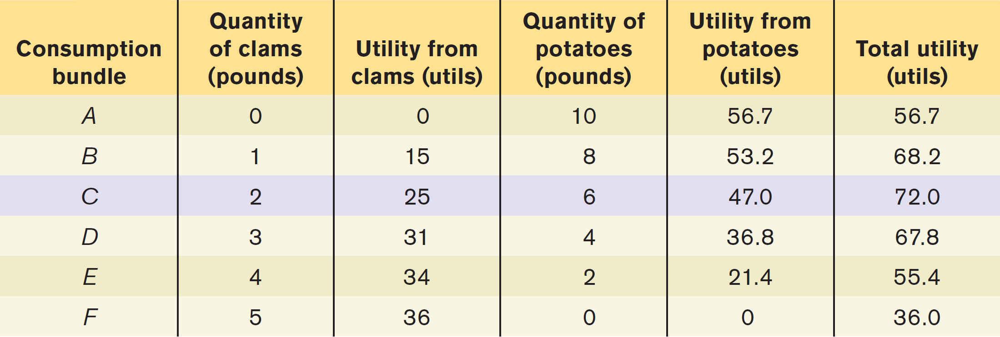 Consumption bundle | Quantity of clams (pounds) | Utility from clams (utils) | Quantity of potatoes (pounds) | Utility from potatoes (utils) | Total utility (utils)
A 0 0 10 56.7 56.7
B 1 15 8 53.2 68.2
C 2 25 6 47.0 72.0
D 3 31 4 36.8 67.8
E 4 34 2 21.4 55.4
F 5 36 0 0 36.0